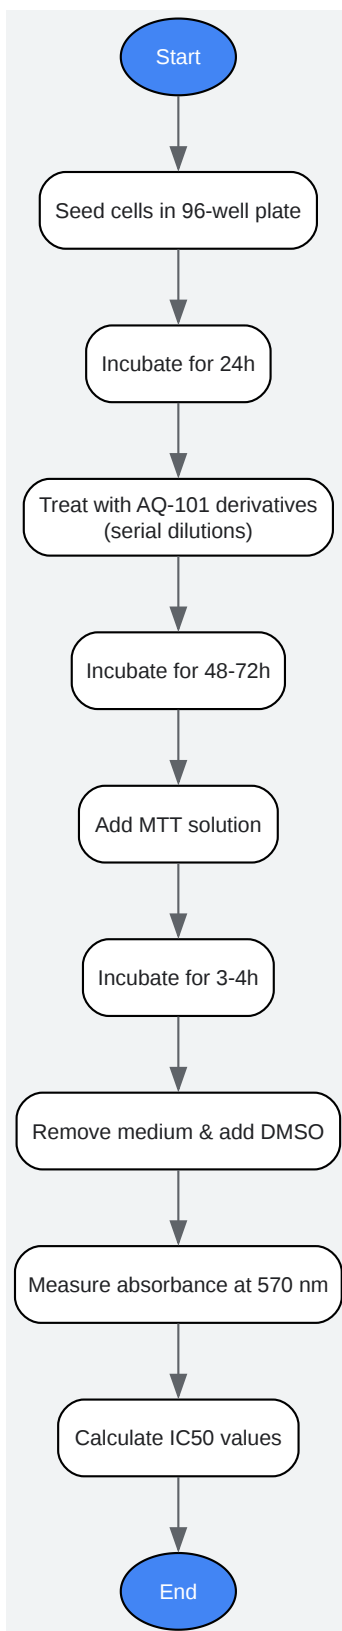 Start
Seed cells in 96-well plate
Incubate for 24h
Treat with AQ-101 derivatives
(serial dilutions)
Incubate for 48-72h
Add MTT solution
Incubate for 3-4h
Remove medium & add DMSO
Measure absorbance at 570 nm
Calculate IC50 values
End